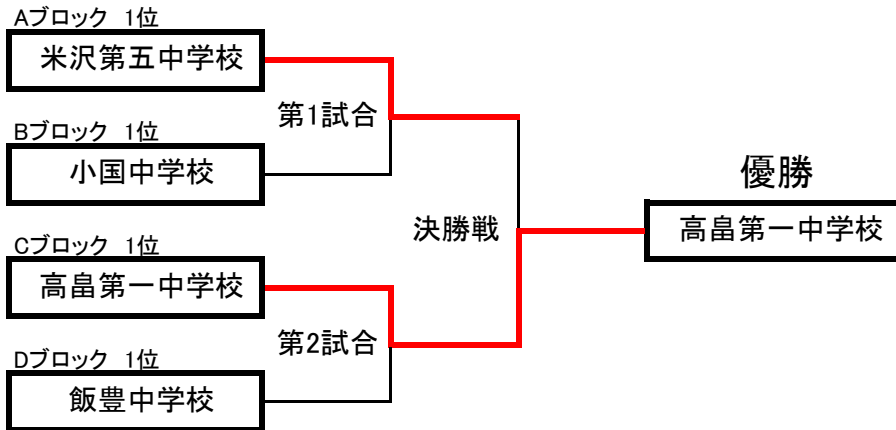 Aブロック 1位
米沢第五中学校
第1試合
Bブロック 1位
小国中学校
優勝
決勝戦
高畠第一中学校
Cブロック 1位
高畠第一中学校
第2試合
Dブロック 1位
飯豊中学校